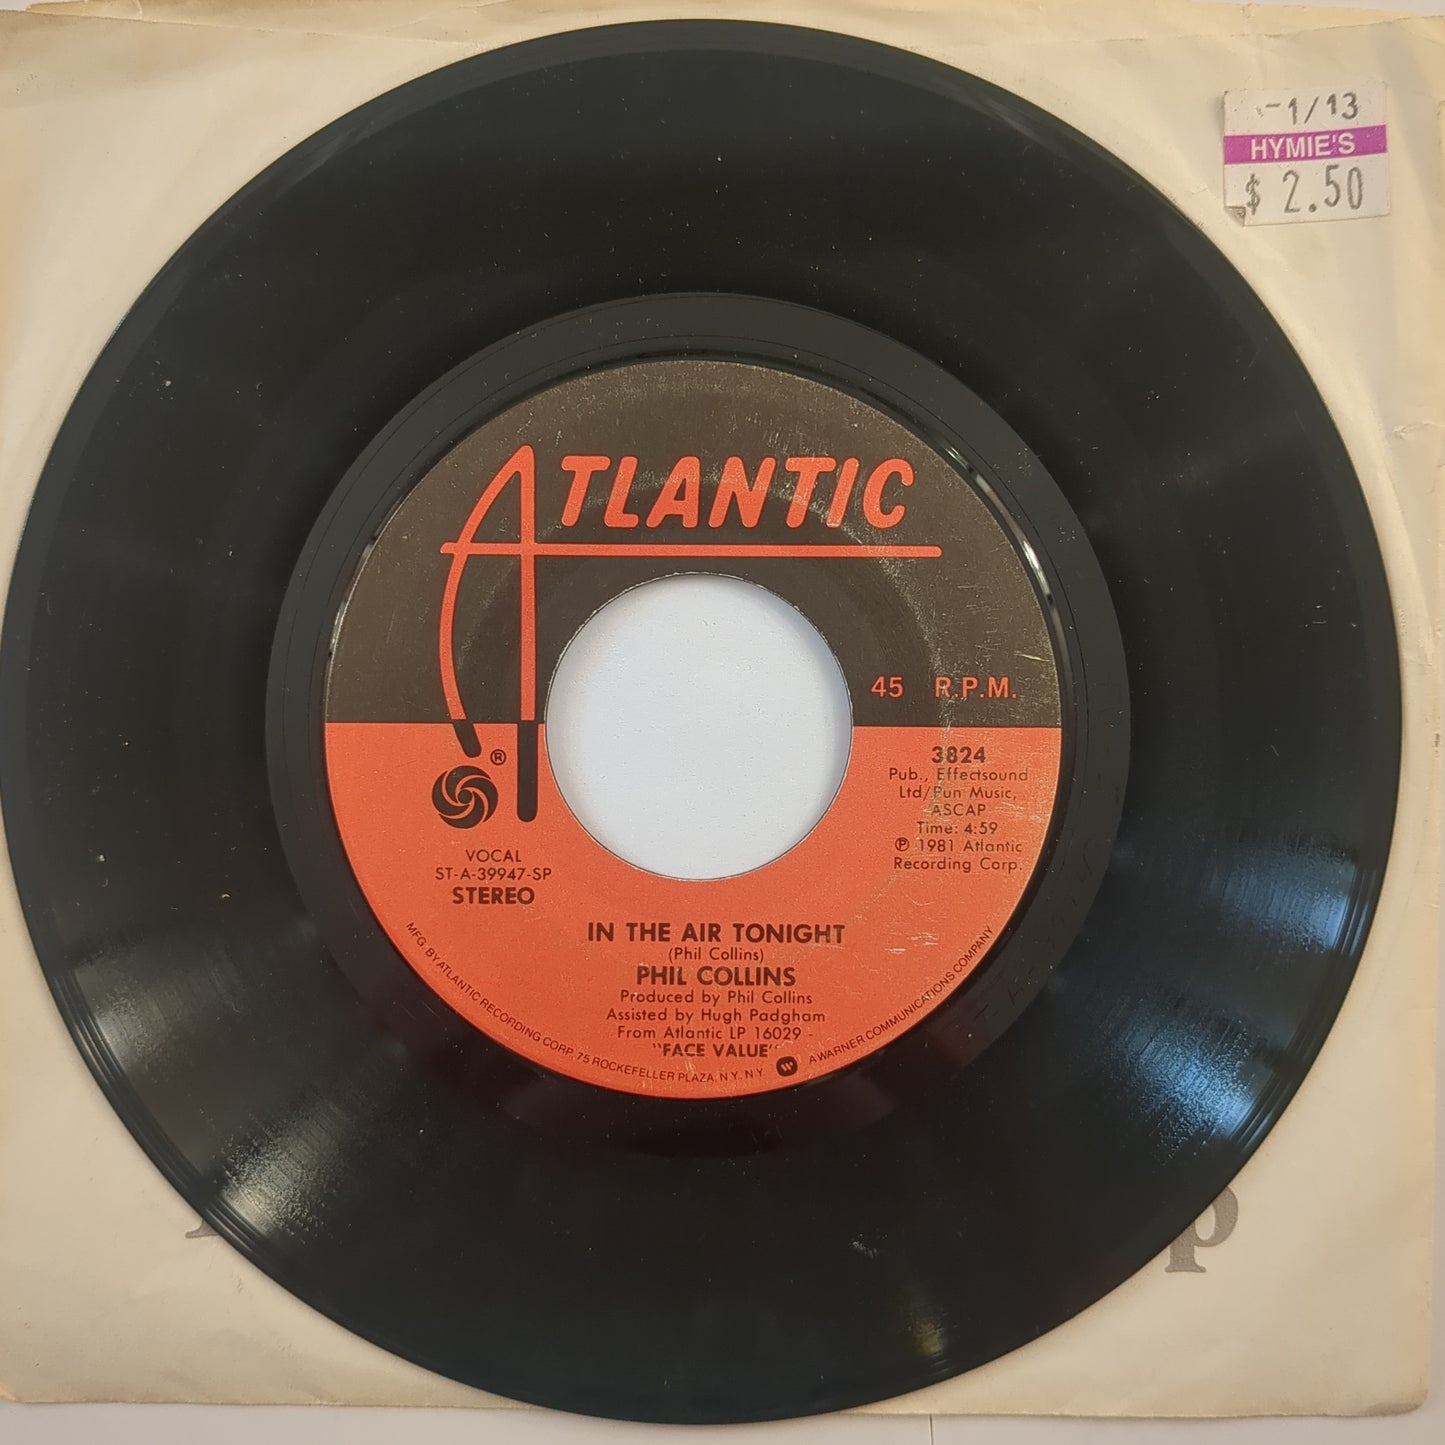 -1/13
HYMIE'S
$ 2.50
ATLANTIC
45 R.P.M.
®
3824
Pub., Effectsound
Ltd/Pun Music,
ASCAP
Time: 4:59
℗ 1981 Atlantic
Recording Corp.
VOCAL
ST-A-39947-SP
STEREO
IN THE AIR TONIGHT
(Phil Collins)
PHIL COLLINS
Produced by Phil Collins
Assisted by Hugh Padgham
From Atlantic LP 16029 -
"FACE VALUE"
MFG. BY ATLANTIC RECORDING CORP. 75 ROCKEFELLER PLAZA, N.Y. N.Y. A WARNER COMMUNICATIONS COMPANY
p